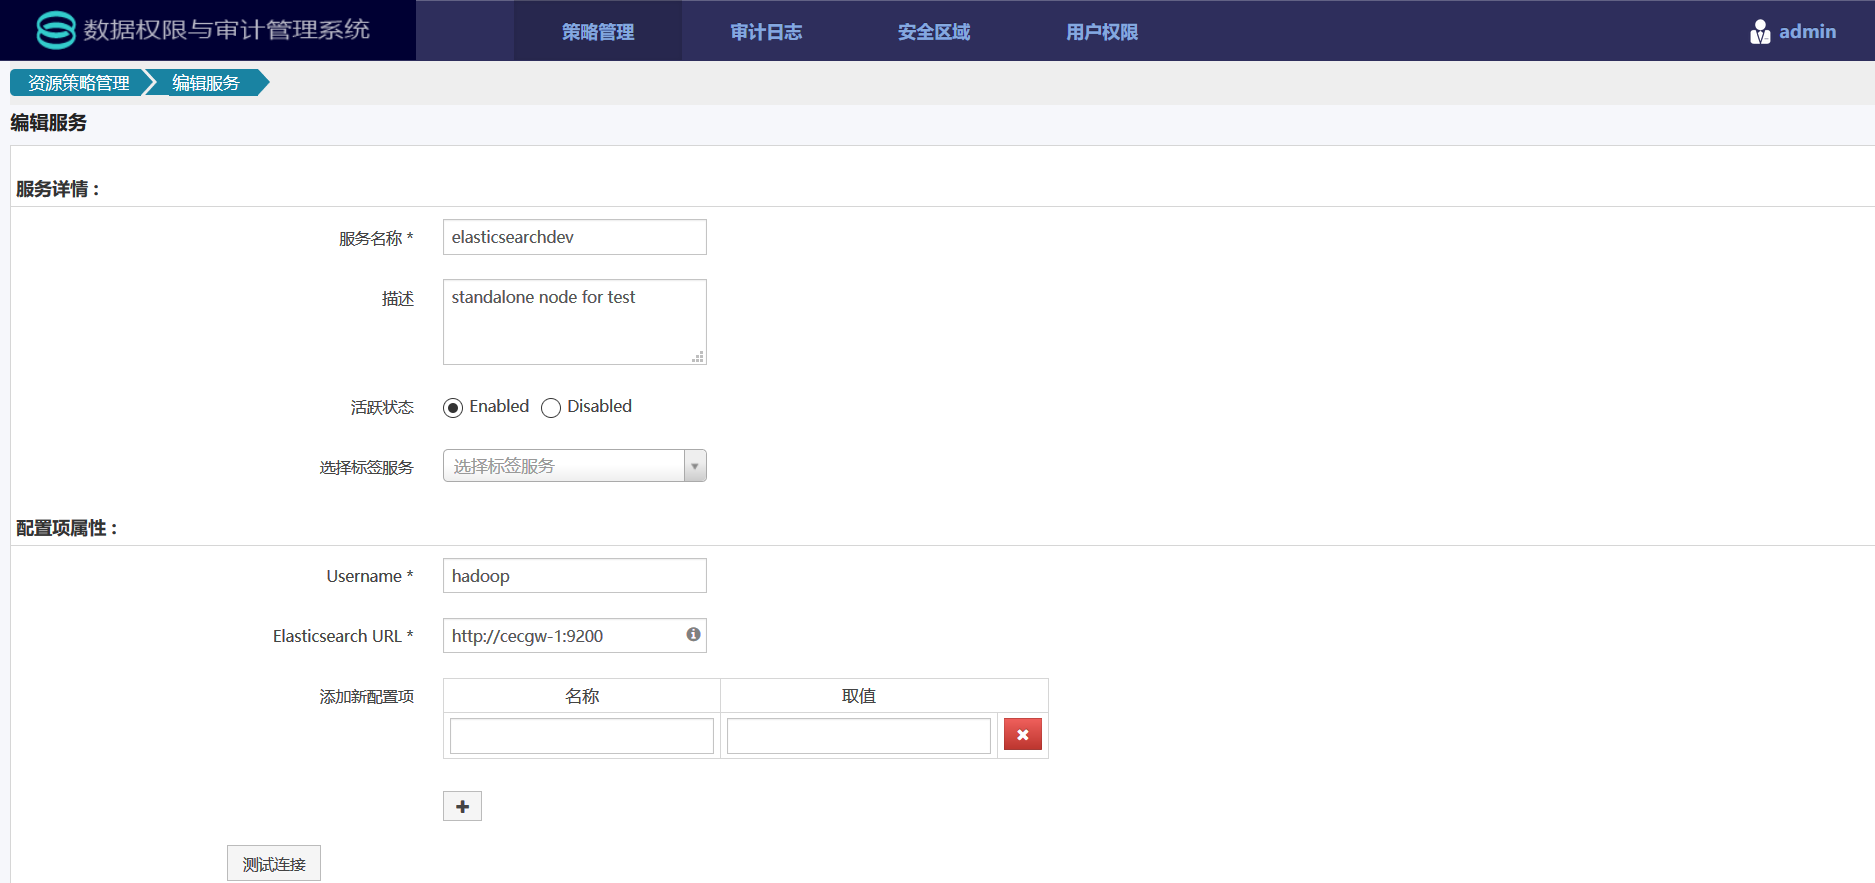 数据权限与审计管理系统
策略管理 审计日志 安全区域 用户权限 admin
资源策略管理 编辑服务
编辑服务
服务详情：
服务名称 * elasticsearchdev
描述 standalone node for test
活跃状态 Enabled Disabled
选择标签服务 选择标签服务
配置项属性：
Username * hadoop
Elasticsearch URL * http://cecgw-1:9200
添加新配置项 名称 取值
测试连接